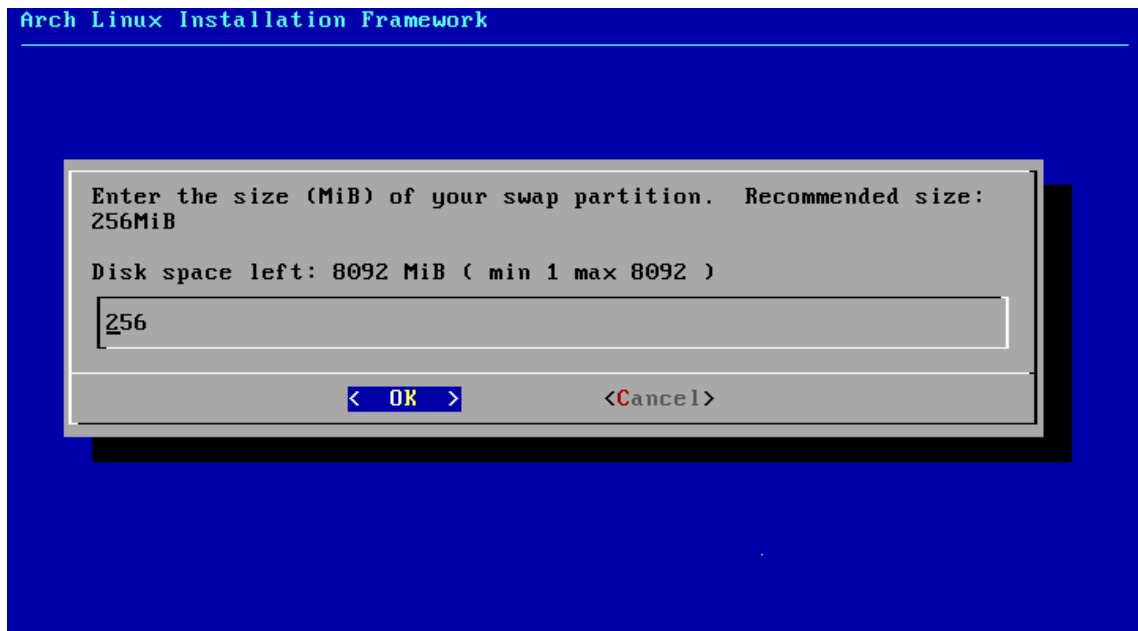 Arch Linux Installation Framework
Enter the size (MiB) of your swap partition.  Recommended size:
256MiB
Disk space left: 8092 MiB ( min 1 max 8092 )
256
<  OK  > <Cancel>